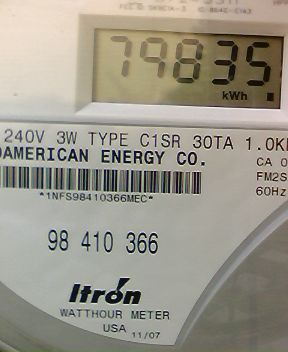 79835
kWh
240V 3W TYPE C1SR 30TA 1.0K
AMERICAN ENERGY CO.
CA 0
FM2S
60Hz
*1NFS98410366MEC*
98 410 366
Itron
WATTHOUR METER
USA 11/07